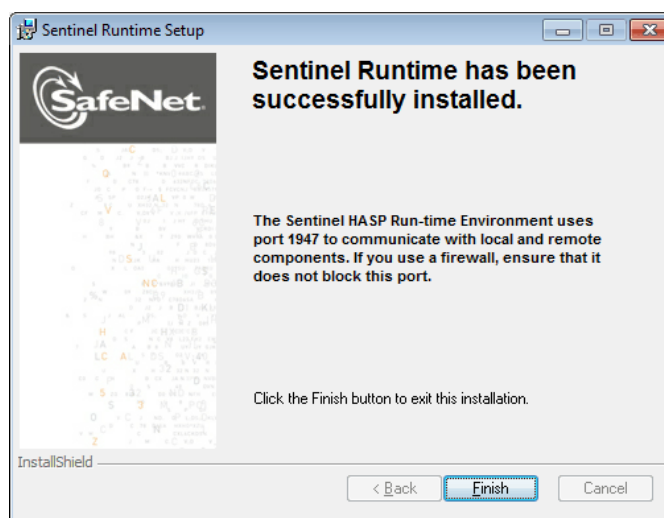 Sentinel Runtime Setup
SafeNet.
Sentinel Runtime has been
successfully installed.
The Sentinel HASP Run-time Environment uses
port 1947 to communicate with local and remote
components. If you use a firewall, ensure that it
does not block this port.
Click the Finish button to exit this installation.
InstallShield
< Back
Finish
Cancel